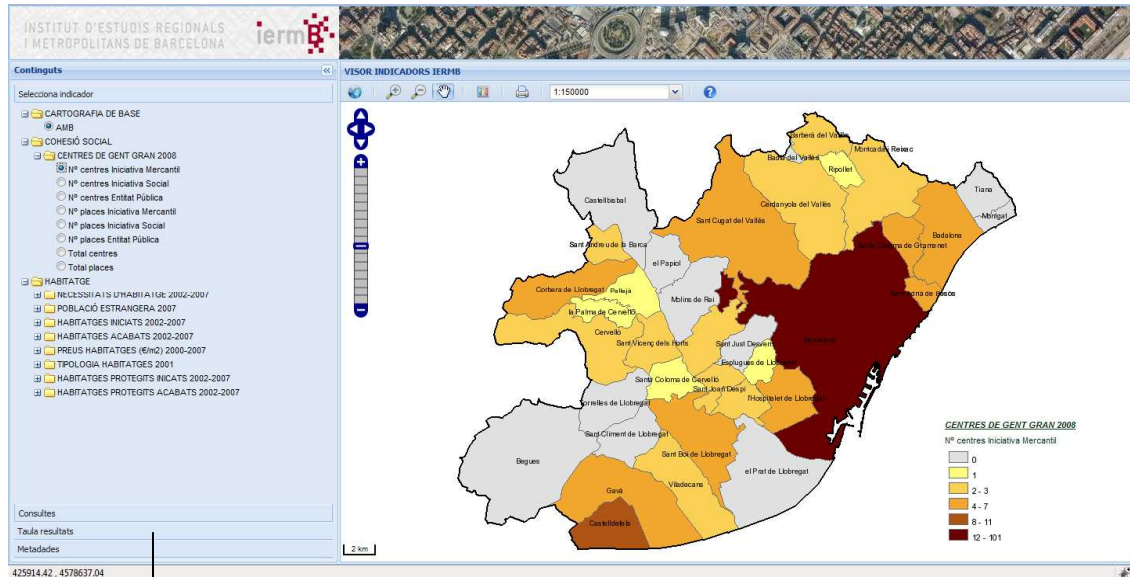 INSTITUT D'ESTUDIS REGIONALS
I METROPOLITANS DE BARCELONA
iermB
Continguts
Selecciona indicador
CARTOGRAFIA DE BASE
AMB
COHESIÓ SOCIAL
CENTRES DE GENT GRAN 2008
Nº centres Iniciativa Mercantil
Nº centres Iniciativa Social
Nº centres Entitat Pública
Nº places Iniciativa Mercantil
Nº places Iniciativa Social
Nº places Entitat Pública
Total centres
Total places
HABITATGE
NECESSITATS D'HABITATGE 2002-2007
POBLACIÓ ESTRANGERA 2007
HABITATGES INICIATS 2002-2007
HABITATGES ACABATS 2002-2007
PREUS HABITATGES (€/m2) 2000-2007
TIPOLOGIA HABITATGES 2001
HABITATGES PROTEGITS INICATS 2002-2007
HABITATGES PROTEGITS ACABATS 2002-2007
Consultes
Taula resultats
Metadades
425914.42 , 4578637.04
VISOR INDICADORS IERMB
1:150000
Barberà del Vallès
Badia del Vallès
Montcada i Reixac
Ripollet
Castellbisbal
Cerdanyola del Vallès
Tiana
Montgat
Sant Cugat del Vallès
Badalona
Sant Andreu de la Barca
Santa Coloma de Gramenet
el Papiol
Corbera de Llobregat
Pallejà
Molins de Rei
Sant Adrià de Besòs
la Palma de Cervelló
Cervelló
Sant Vicenç dels Horts
Sant Just Desvern
Barcelona
Esplugues de Llobregat
Santa Coloma de Cervelló
Sant Joan Despí
l'Hospitalet de Llobregat
Torrelles de Llobregat
Sant Climent de Llobregat
Sant Boi de Llobregat
Begues
el Prat de Llobregat
Viladecans
Gavà
Castelldefels
2 km
CENTRES DE GENT GRAN 2008
Nº centres Iniciativa Mercantil
0
1
2 - 3
4 - 7
8 - 11
12 - 101